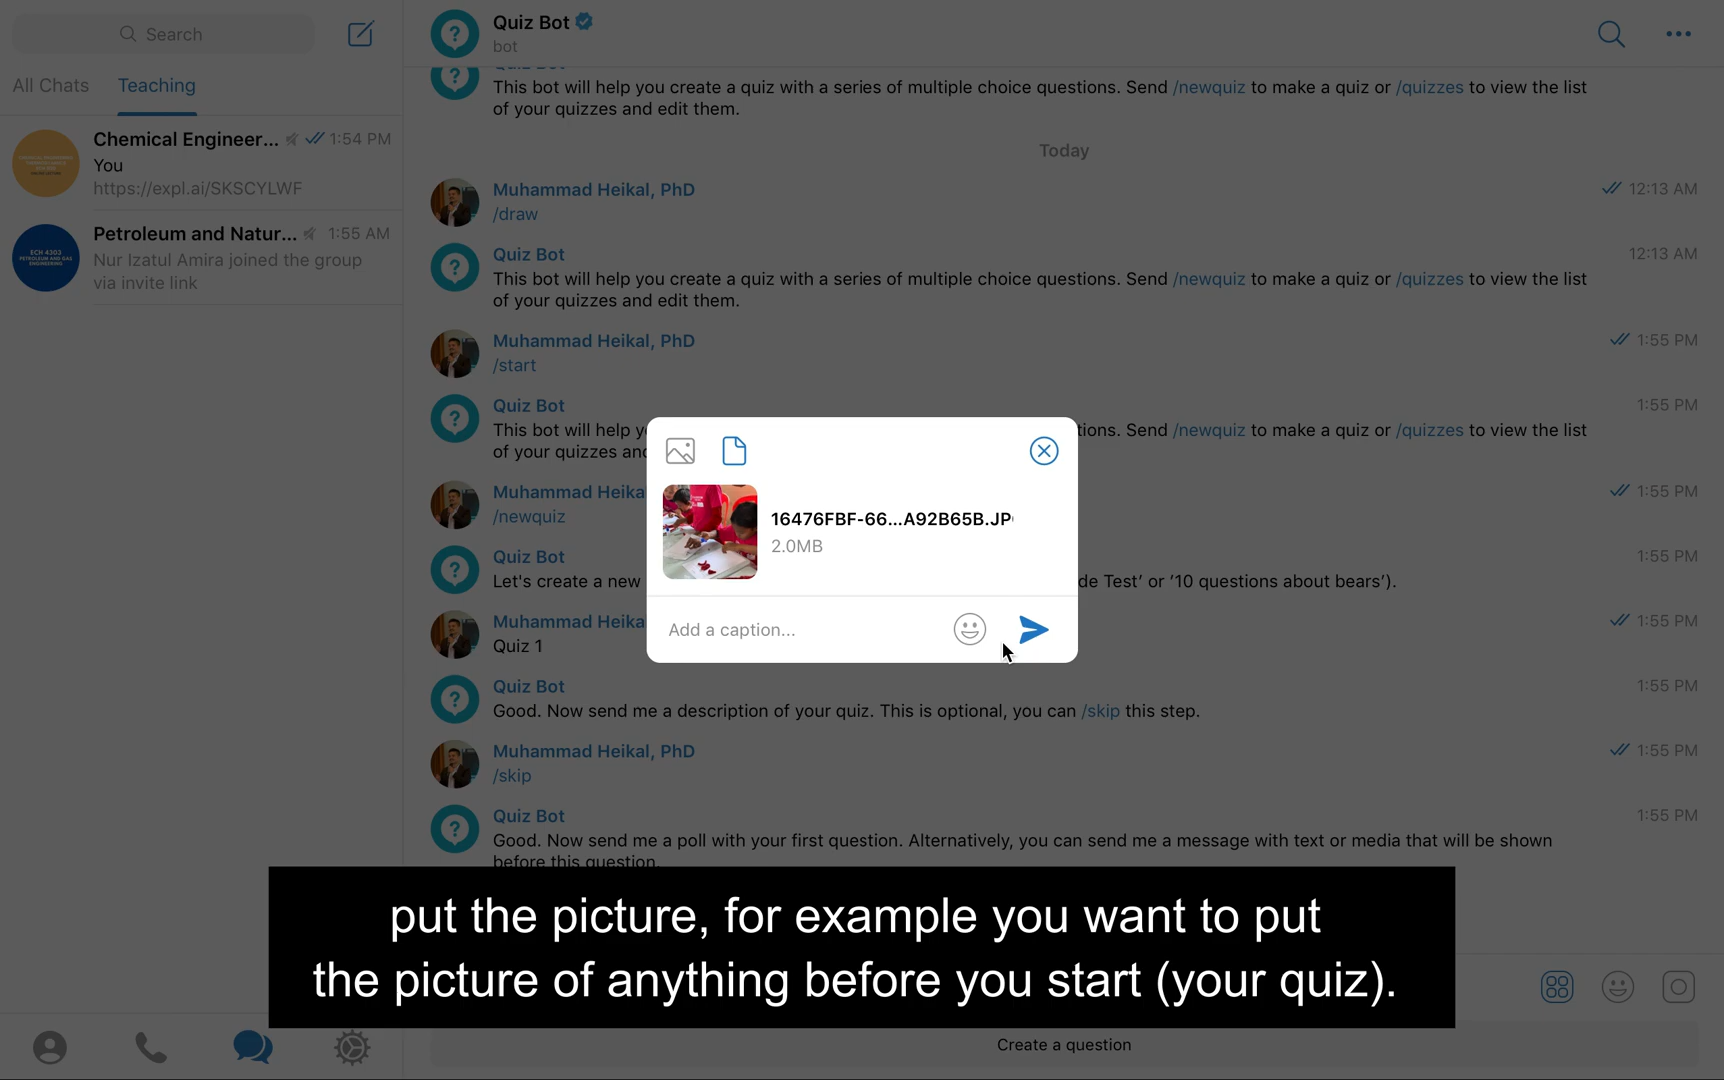 Search
All Chats
Teaching
Chemical Engineer...
1:54 PM
You
https://expl.ai/SKSCYLWF
ECH 4303
PETROLEUM AND GAS
ENGINEERING
Petroleum and Natur...
1:55 AM
Nur Izatul Amira joined the group
via invite link
Quiz Bot
bot
Quiz Bot
This bot will help you create a quiz with a series of multiple choice questions. Send /newquiz to make a quiz or /quizzes to view the list
of your quizzes and edit them.
Today
Muhammad Heikal, PhD
12:13 AM
/draw
Quiz Bot
12:13 AM
This bot will help you create a quiz with a series of multiple choice questions. Send /newquiz to make a quiz or /quizzes to view the list
of your quizzes and edit them.
Muhammad Heikal, PhD
1:55 PM
/start
Quiz Bot
1:55 PM
This bot will help y
tions. Send /newquiz to make a quiz or /quizzes to view the list
of your quizzes an
Muhammad Heika
1:55 PM
/newquiz
Quiz Bot
1:55 PM
Let's create a new
de Test' or '10 questions about bears').
Muhammad Heika
1:55 PM
Quiz 1
Quiz Bot
1:55 PM
Good. Now send me a description of your quiz. This is optional, you can /skip this step.
Muhammad Heikal, PhD
1:55 PM
/skip
Quiz Bot
1:55 PM
Good. Now send me a poll with your first question. Alternatively, you can send me a message with text or media that will be shown
before this question.
16476FBF-66...A92B65B.JP
2.0MB
Add a caption...
put the picture, for example you want to put
the picture of anything before you start (your quiz).
Create a question